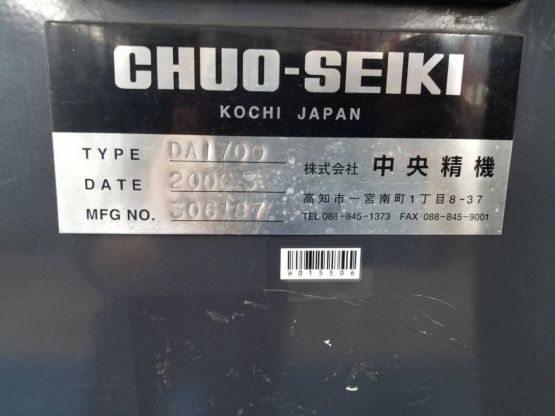 CHUO-SEIKI
KOCHI JAPAN
TYPE DA1700
DATE
MFG NO. 306187
株式会社 中央精機
高知市一宮南町1丁目8-37
TEL 088-845-1373 FAX 088-845-9001
H015506